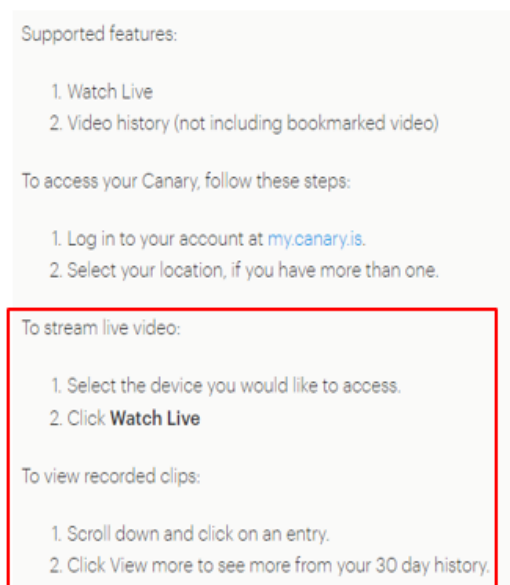 Supported features:
1. Watch Live
2. Video history (not including bookmarked video)
To access your Canary, follow these steps:
1. Log in to your account at my.canary.is.
2. Select your location, if you have more than one.
To stream live video:
1. Select the device you would like to access.
2. Click Watch Live
To view recorded clips:
1. Scroll down and click on an entry.
2. Click View more to see more from your 30 day history.